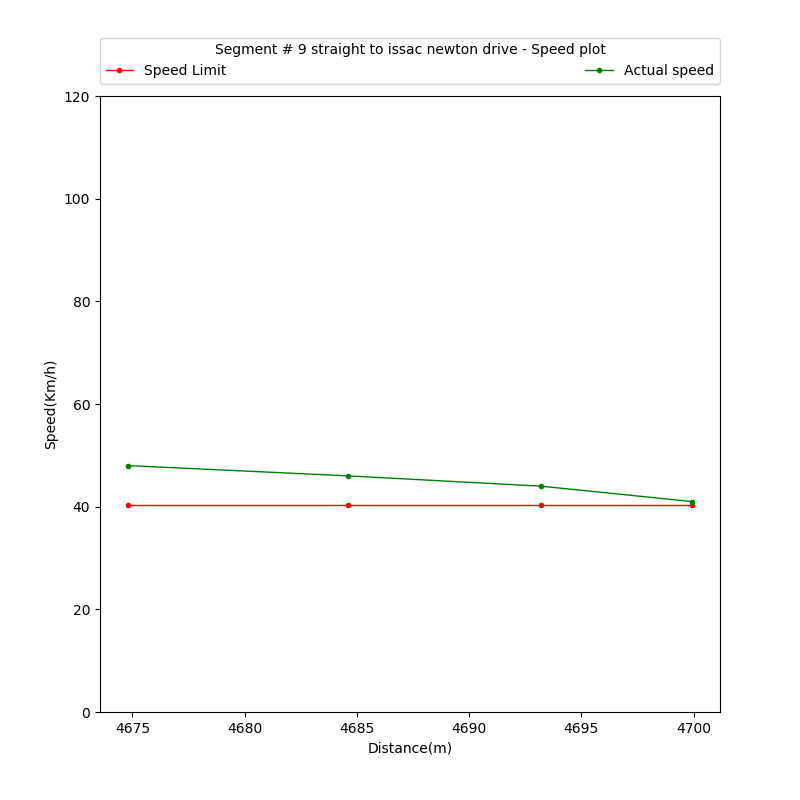 Segment # 9 straight to issac newton drive - Speed plot
Speed Limit
Actual speed
120
100
80
60
40
20
0
Speed(Km/h)
4675 4680 4685 4690 4695 4700
Distance(m)